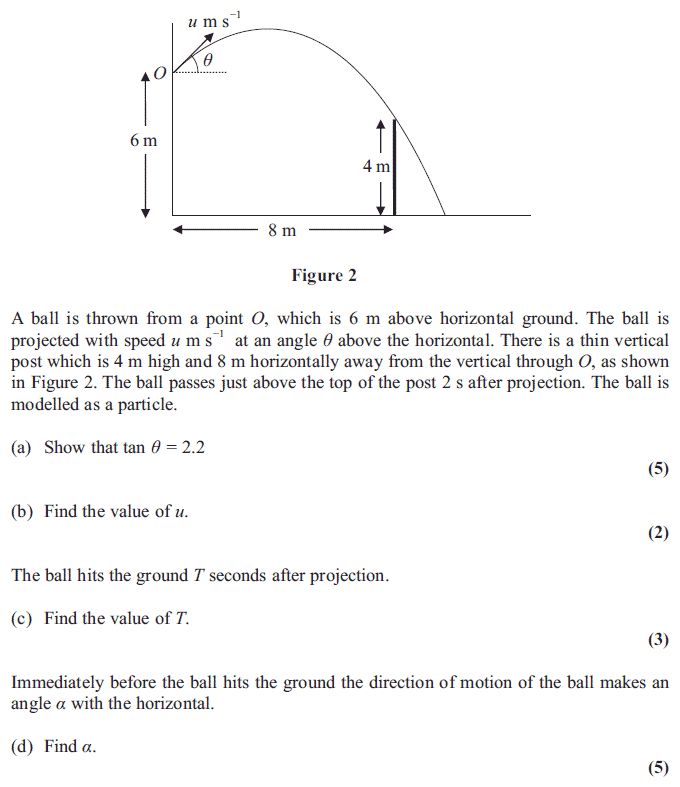 u m s⁻¹
O
θ
6 m
4 m
8 m
Figure 2
A ball is thrown from a point O, which is 6 m above horizontal ground. The ball is
projected with speed u m s⁻¹ at an angle θ above the horizontal. There is a thin vertical
post which is 4 m high and 8 m horizontally away from the vertical through O, as shown
in Figure 2. The ball passes just above the top of the post 2 s after projection. The ball is
modelled as a particle.
(a) Show that tan θ = 2.2
(5)
(b) Find the value of u.
(2)
The ball hits the ground T seconds after projection.
(c) Find the value of T.
(3)
Immediately before the ball hits the ground the direction of motion of the ball makes an
angle α with the horizontal.
(d) Find α.
(5)